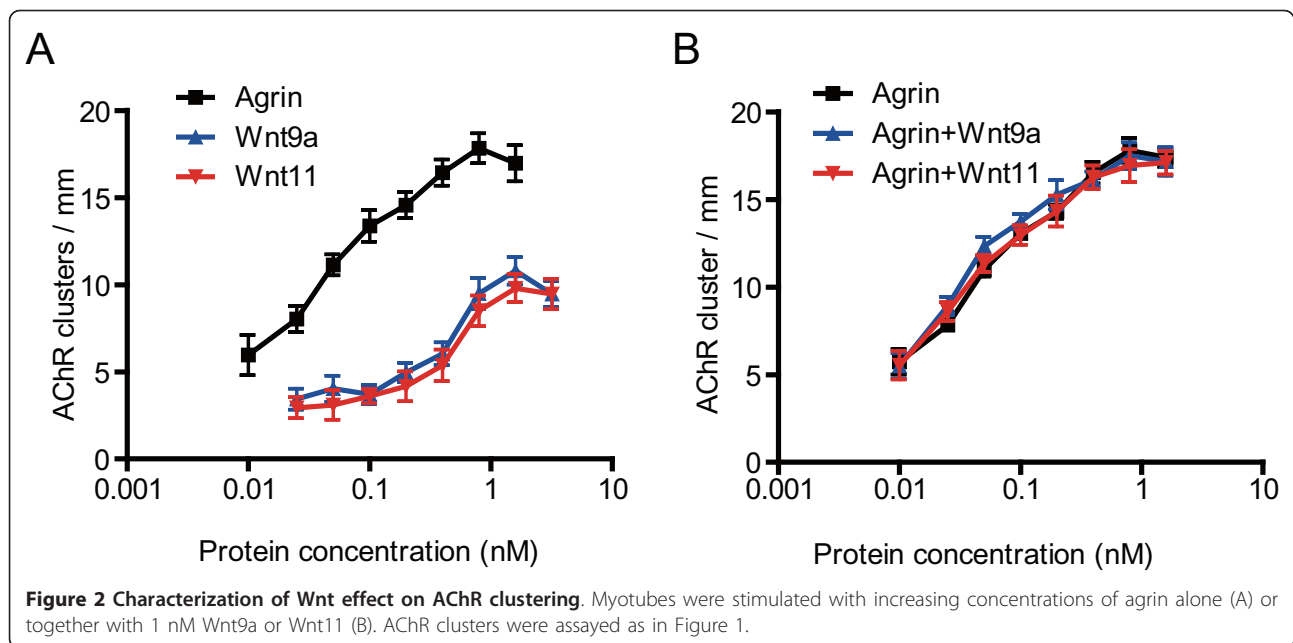 A
Agrin
Wnt9a
Wnt11
20
15
10
5
0
AChR clusters / mm
0.001 0.01 0.1 1 10
Protein concentration (nM)
B
Agrin
Agrin+Wnt9a
Agrin+Wnt11
20
15
10
5
0
AChR cluster / mm
0.001 0.01 0.1 1 10
Protein concentration (nM)
Figure 2 Characterization of Wnt effect on AChR clustering. Myotubes were stimulated with increasing concentrations of agrin alone (A) or
together with 1 nM Wnt9a or Wnt11 (B). AChR clusters were assayed as in Figure 1.